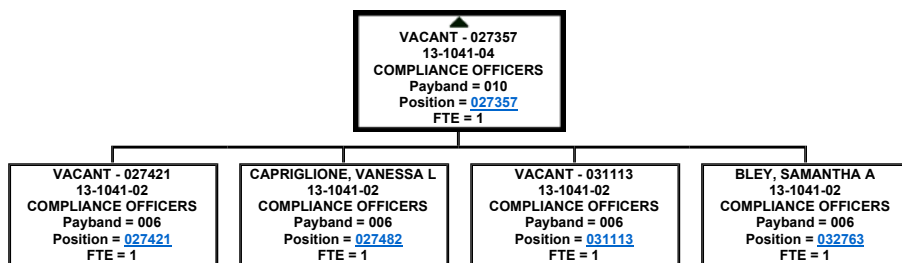 VACANT - 027357
13-1041-04
COMPLIANCE OFFICERS
Payband = 010
Position = 027357
FTE = 1
VACANT - 027421
13-1041-02
COMPLIANCE OFFICERS
Payband = 006
Position = 027421
FTE = 1
CAPRIGLIONE, VANESSA L
13-1041-02
COMPLIANCE OFFICERS
Payband = 006
Position = 027482
FTE = 1
VACANT - 031113
13-1041-02
COMPLIANCE OFFICERS
Payband = 006
Position = 031113
FTE = 1
BLEY, SAMANTHA A
13-1041-02
COMPLIANCE OFFICERS
Payband = 006
Position = 032763
FTE = 1